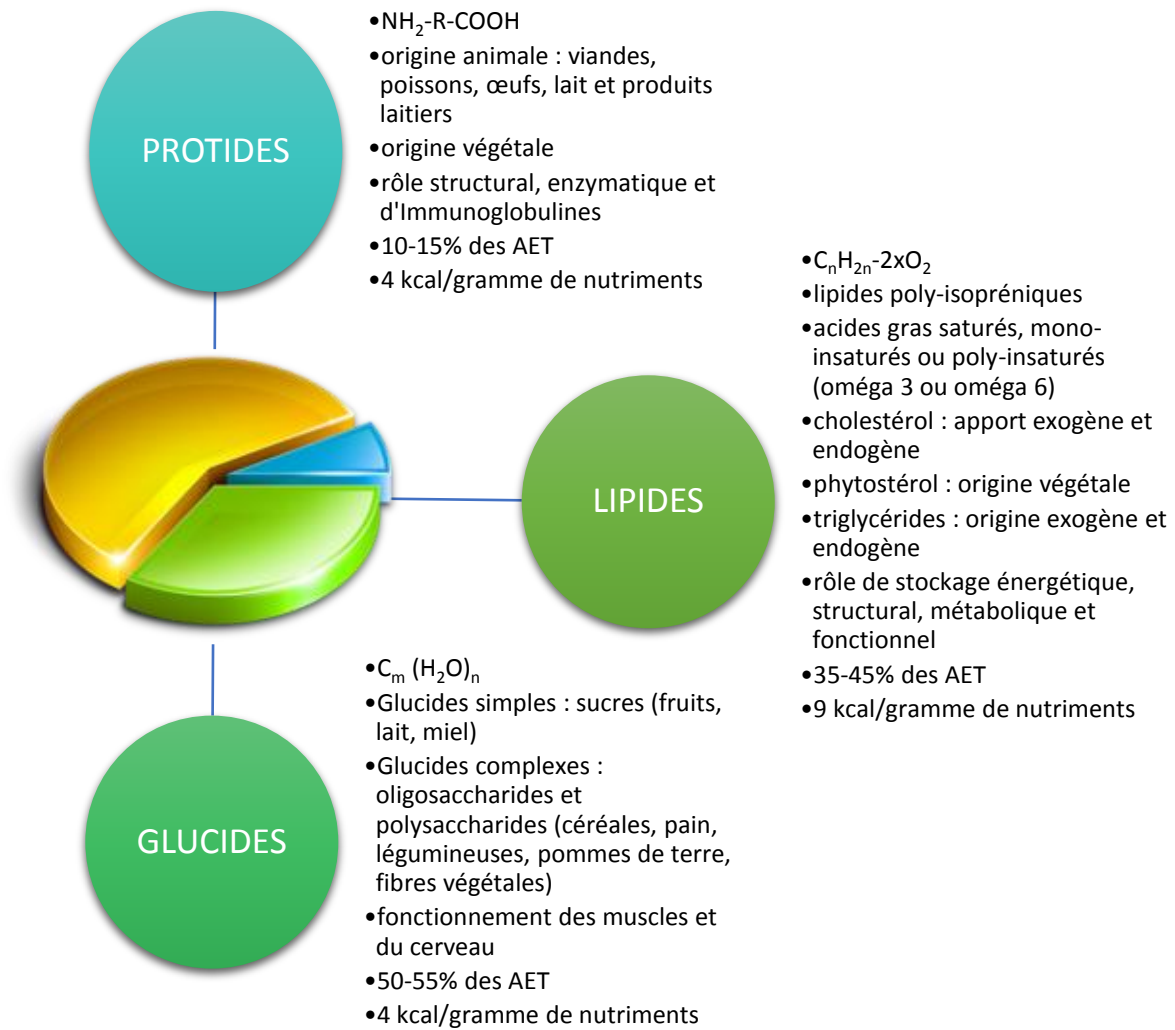 PROTIDES
•NH₂-R-COOH
•origine animale : viandes,
poissons, œufs, lait et produits
laitiers
•origine végétale
•rôle structural, enzymatique et
d'Immunoglobulines
•10-15% des AET
•4 kcal/gramme de nutriments
LIPIDES
•CₙH₂ₙ-2xO₂
•lipides poly-isopréniques
•acides gras saturés, mono-
insaturés ou poly-insaturés
(oméga 3 ou oméga 6)
•cholestérol : apport exogène et
endogène
•phytostérol : origine végétale
•triglycérides : origine exogène et
endogène
•rôle de stockage énergétique,
structural, métabolique et
fonctionnel
•35-45% des AET
•9 kcal/gramme de nutriments
GLUCIDES
•Cₘ (H₂O)ₙ
•Glucides simples : sucres (fruits,
lait, miel)
•Glucides complexes :
oligosaccharides et
polysaccharides (céréales, pain,
légumineuses, pommes de terre,
fibres végétales)
•fonctionnement des muscles et
du cerveau
•50-55% des AET
•4 kcal/gramme de nutriments